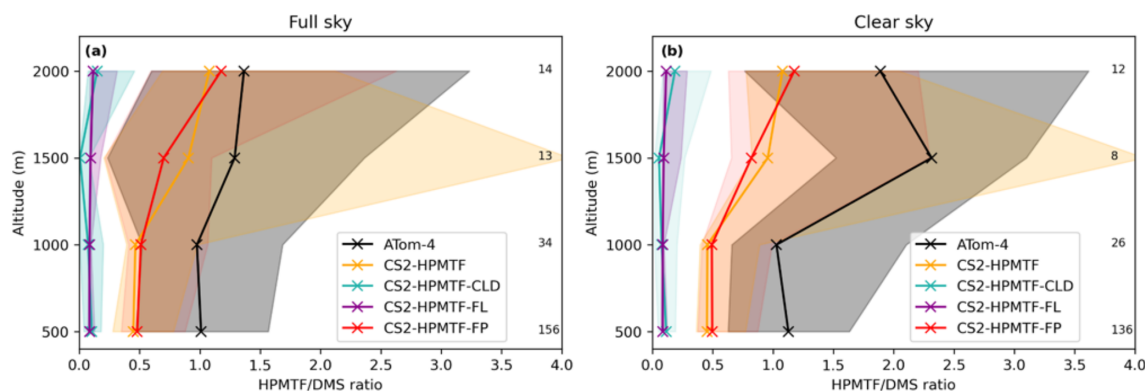 Full sky
(a)
2000
1500
1000
500
Altitude (m)
14
13
34
156
ATom-4
CS2-HPMTF
CS2-HPMTF-CLD
CS2-HPMTF-FL
CS2-HPMTF-FP
0.0 0.5 1.0 1.5 2.0 2.5 3.0 3.5 4.0
HPMTF/DMS ratio
Clear sky
(b)
2000
1500
1000
500
Altitude (m)
12
8
26
136
ATom-4
CS2-HPMTF
CS2-HPMTF-CLD
CS2-HPMTF-FL
CS2-HPMTF-FP
0.0 0.5 1.0 1.5 2.0 2.5 3.0 3.5 4.0
HPMTF/DMS ratio